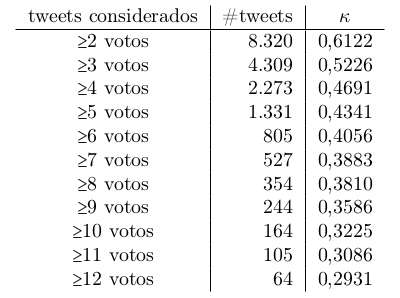 tweets considerados #tweets κ
≥2 votos 8.320 0,6122
≥3 votos 4.309 0,5226
≥4 votos 2.273 0,4691
≥5 votos 1.331 0,4341
≥6 votos 805 0,4056
≥7 votos 527 0,3883
≥8 votos 354 0,3810
≥9 votos 244 0,3586
≥10 votos 164 0,3225
≥11 votos 105 0,3086
≥12 votos 64 0,2931